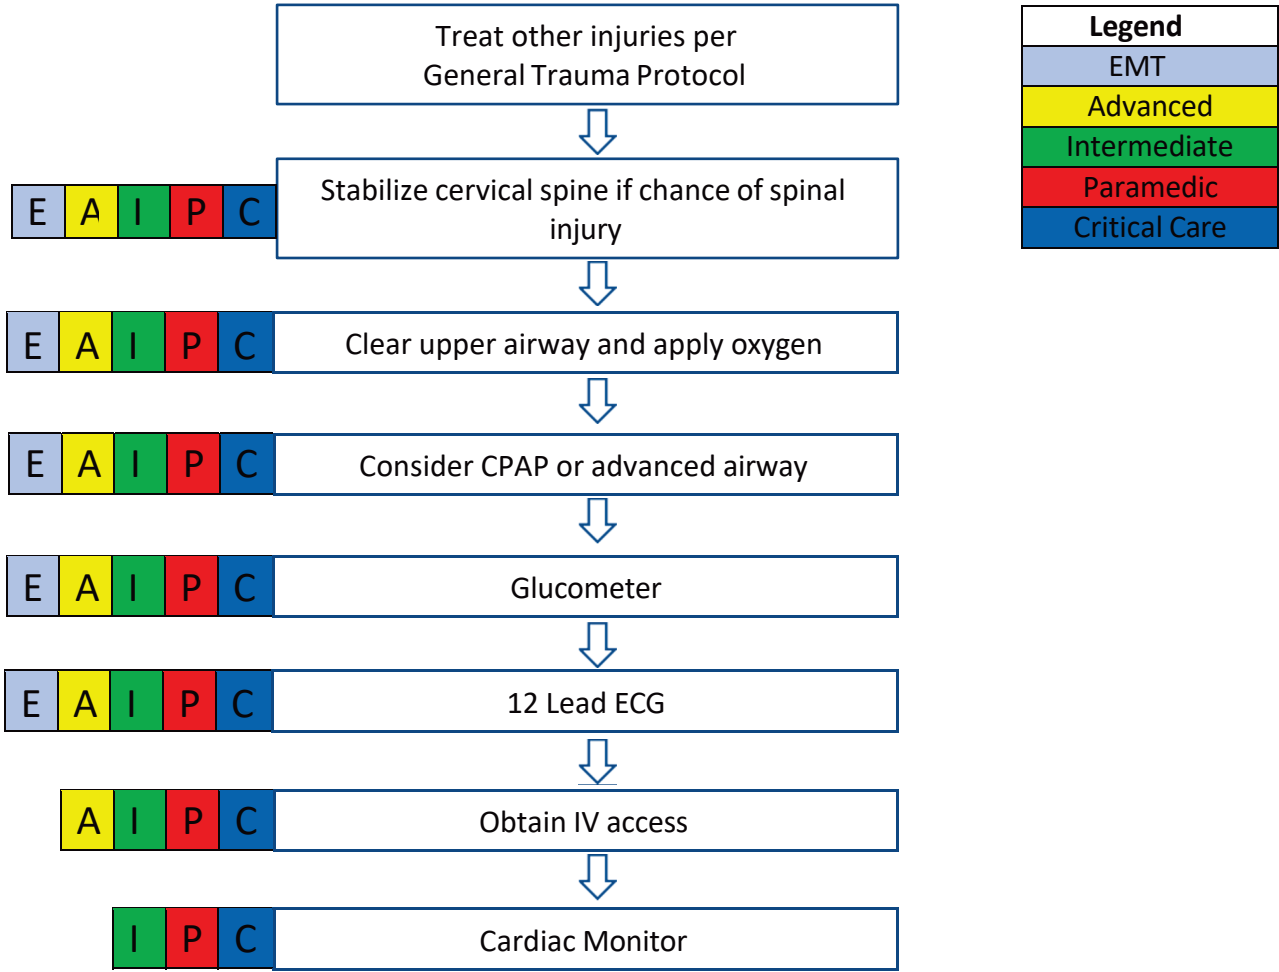 Treat other injuries per
General Trauma Protocol
Legend
EMT
Advanced
Intermediate
Paramedic
Critical Care
E A I P C
Stabilize cervical spine if chance of spinal
injury
E A I P C
Clear upper airway and apply oxygen
E A I P C
Consider CPAP or advanced airway
E A I P C
Glucometer
E A I P C
12 Lead ECG
A I P C
Obtain IV access
I P C
Cardiac Monitor